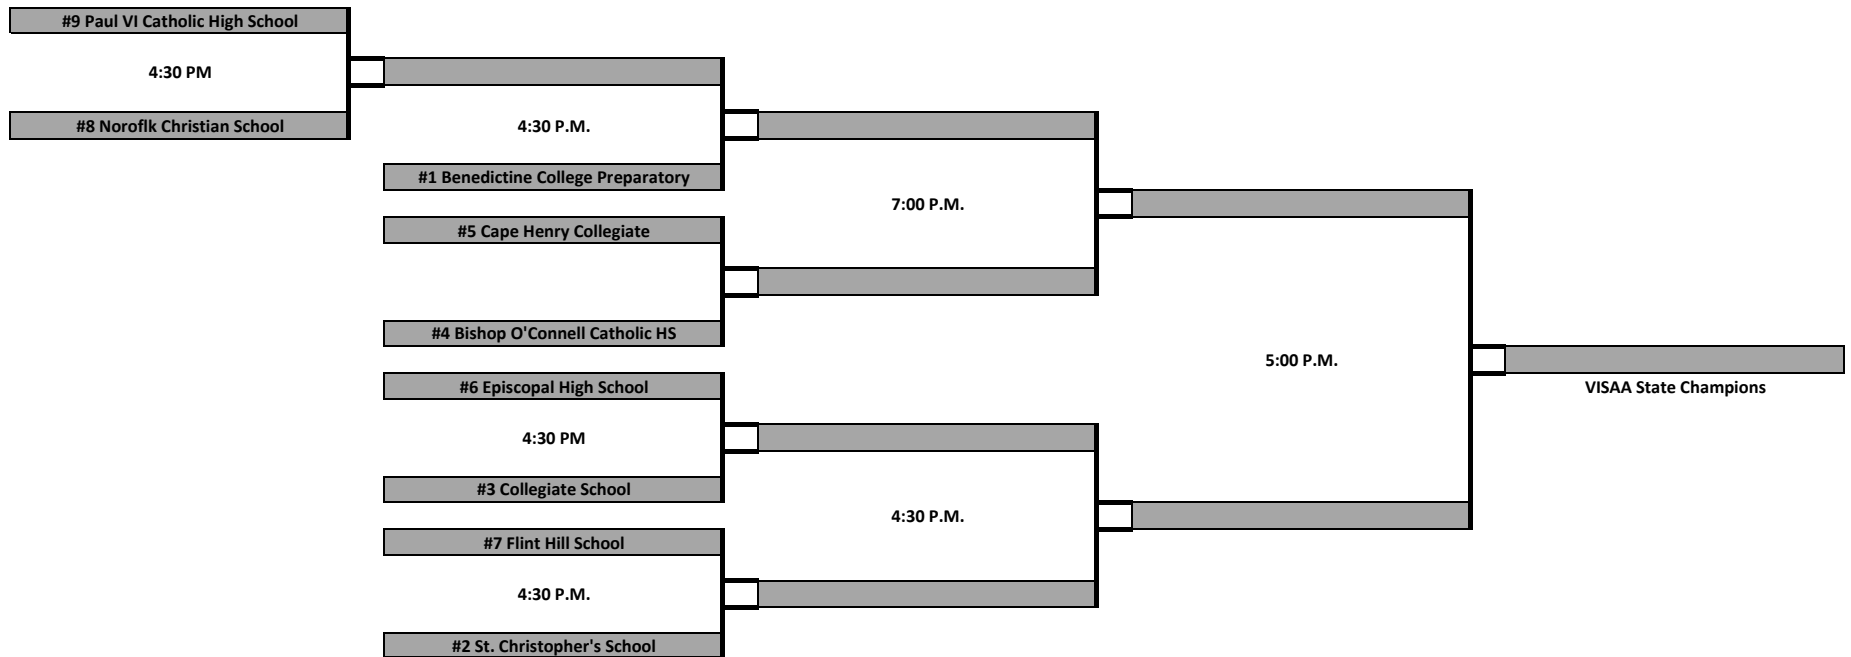 #9 Paul VI Catholic High School
4:30 PM
#8 Noroflk Christian School
4:30 P.M.
#1 Benedictine College Preparatory
7:00 P.M.
#5 Cape Henry Collegiate
#4 Bishop O'Connell Catholic HS
5:00 P.M.
VISAA State Champions
#6 Episcopal High School
4:30 PM
#3 Collegiate School
4:30 P.M.
#7 Flint Hill School
4:30 P.M.
#2 St. Christopher's School